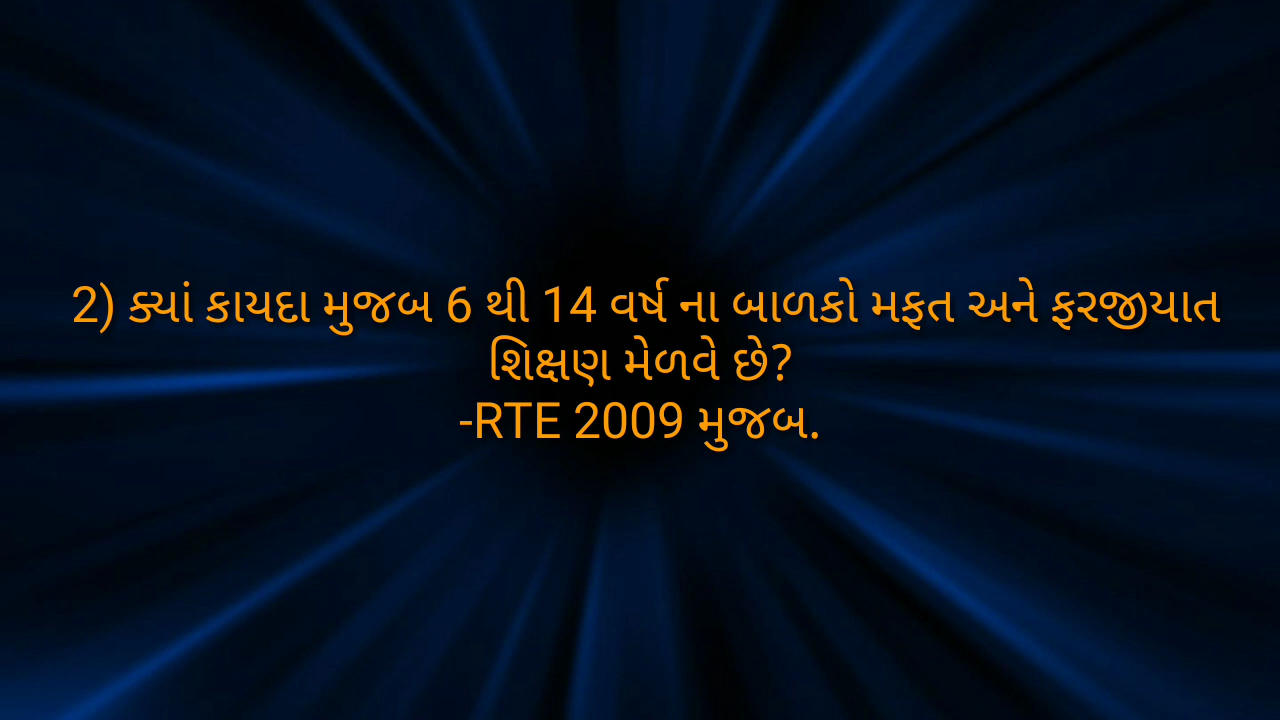 2) ક્યાં કાયદા મુજબ 6 થી 14 વર્ષ ના બાળકો મફત અને ફરજીયાત
શિક્ષણ મેળવે છે?
-RTE 2009 મુજબ.